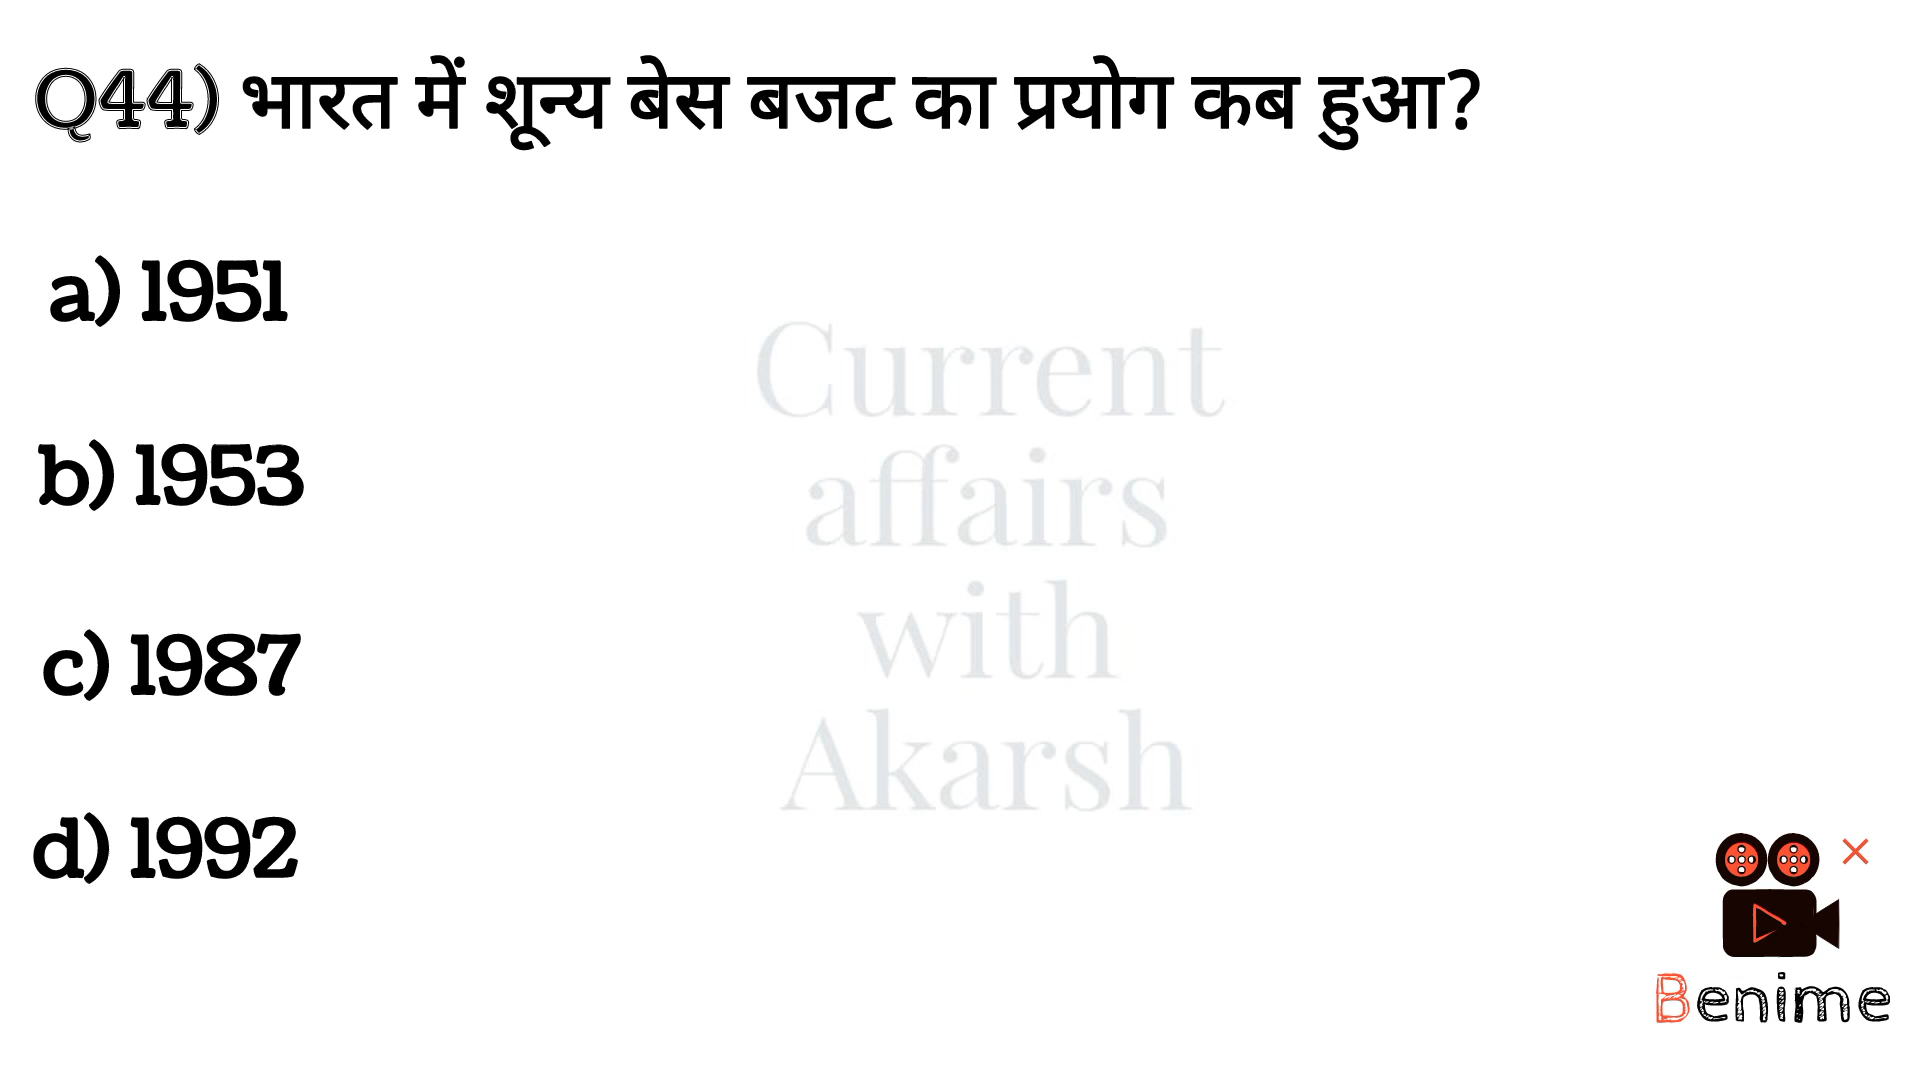 Q44) भारत में शून्य बेस बजट का प्रयोग कब हुआ?
a) 1951
b) 1953
c) 1987
d) 1992
Current
affairs
with
Akarsh
Benime